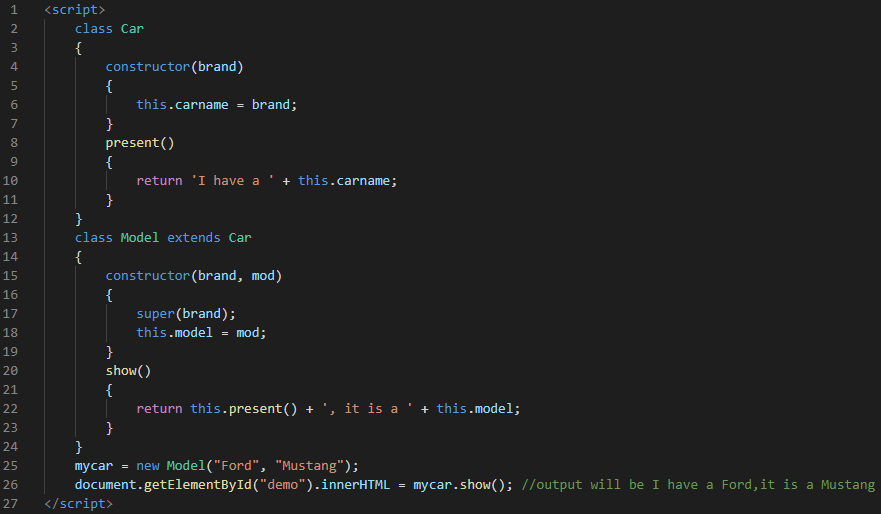 1 <script>
2     class Car
3     {
4         constructor(brand)
5         {
6             this.carname = brand;
7         }
8         present()
9         {
10             return 'I have a ' + this.carname;
11         }
12     }
13     class Model extends Car
14     {
15         constructor(brand, mod)
16         {
17             super(brand);
18             this.model = mod;
19         }
20         show()
21         {
22             return this.present() + ', it is a ' + this.model;
23         }
24     }
25     mycar = new Model("Ford", "Mustang");
26     document.getElementById("demo").innerHTML = mycar.show(); //output will be I have a Ford,it is a Mustang
27 </script>